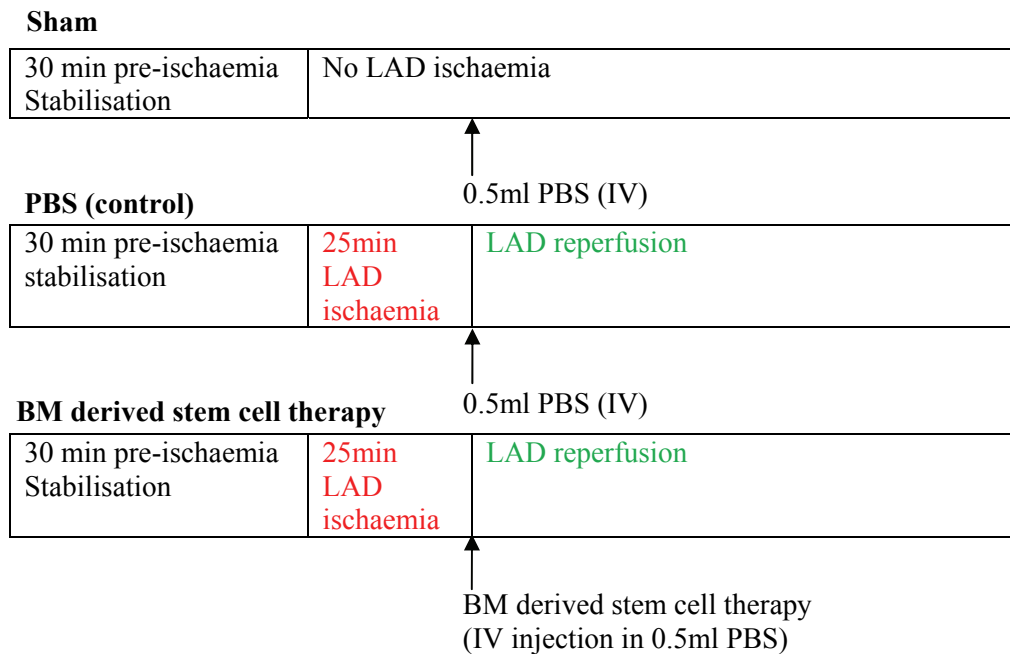 Sham
30 min pre-ischaemia
Stabilisation
No LAD ischaemia
0.5ml PBS (IV)
PBS (control)
30 min pre-ischaemia
stabilisation
25min
LAD
ischaemia
LAD reperfusion
0.5ml PBS (IV)
BM derived stem cell therapy
30 min pre-ischaemia
Stabilisation
25min
LAD
ischaemia
LAD reperfusion
BM derived stem cell therapy
(IV injection in 0.5ml PBS)